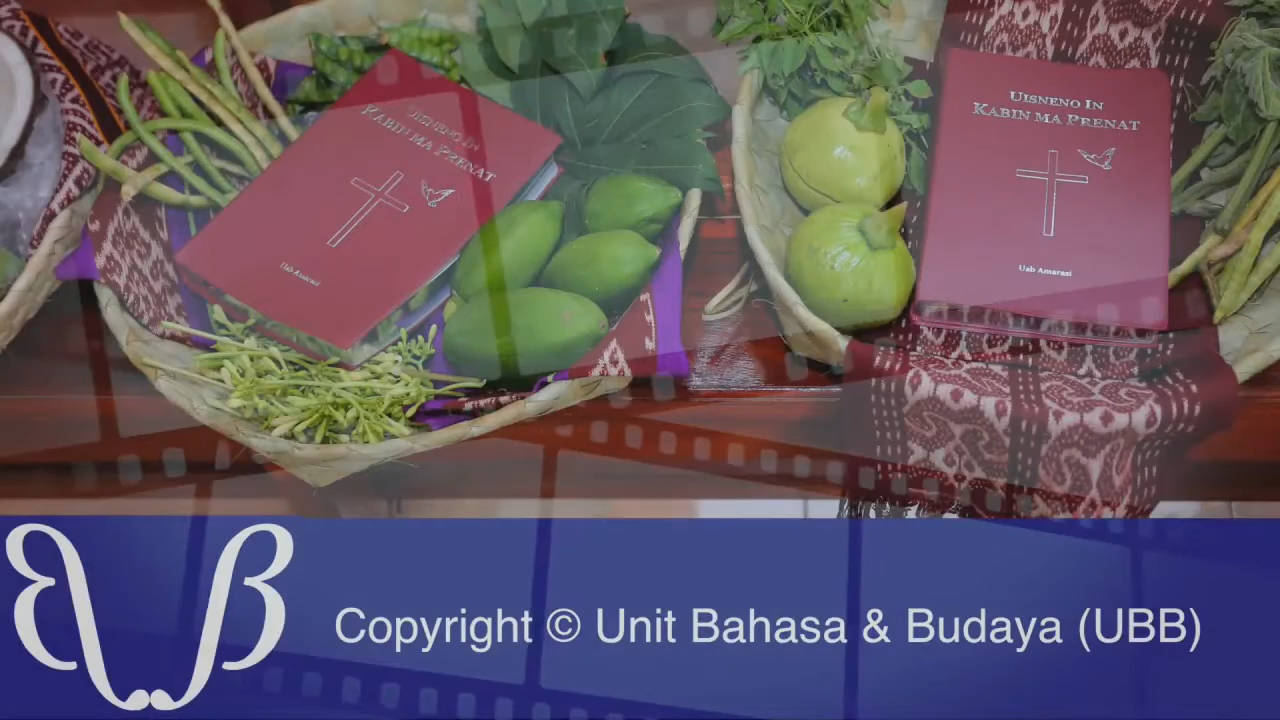 UISNENO IN
KABIN MA PRENAT
Uab Amarasi
UISNENO IN
KABIN MA PRENAT
Uab Amarasi
Copyright © Unit Bahasa & Budaya (UBB)